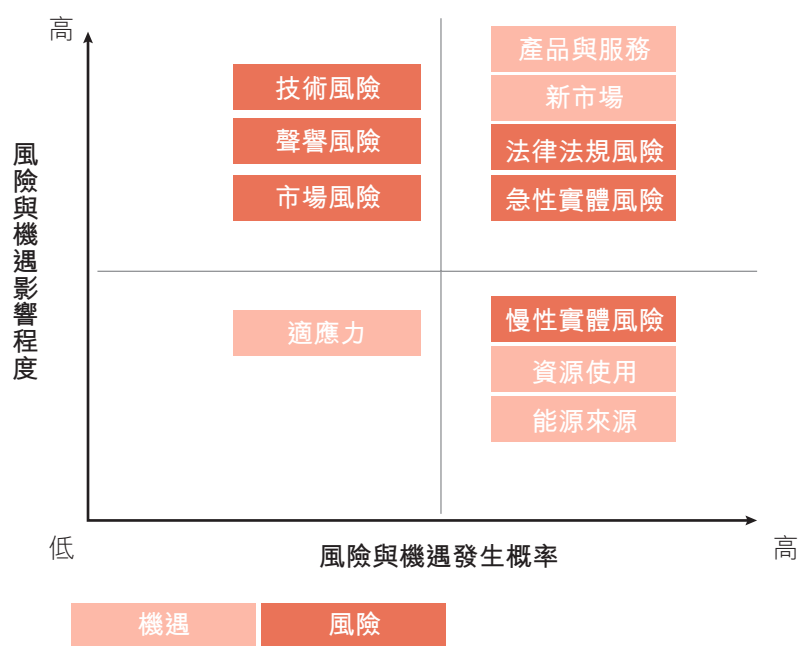 高
風險與機遇影響程度
技術風險
聲譽風險
市場風險
產品與服務
新市場
法律法規風險
急性實體風險
適應力
慢性實體風險
資源使用
能源來源
低
風險與機遇發生概率
高
機遇
風險